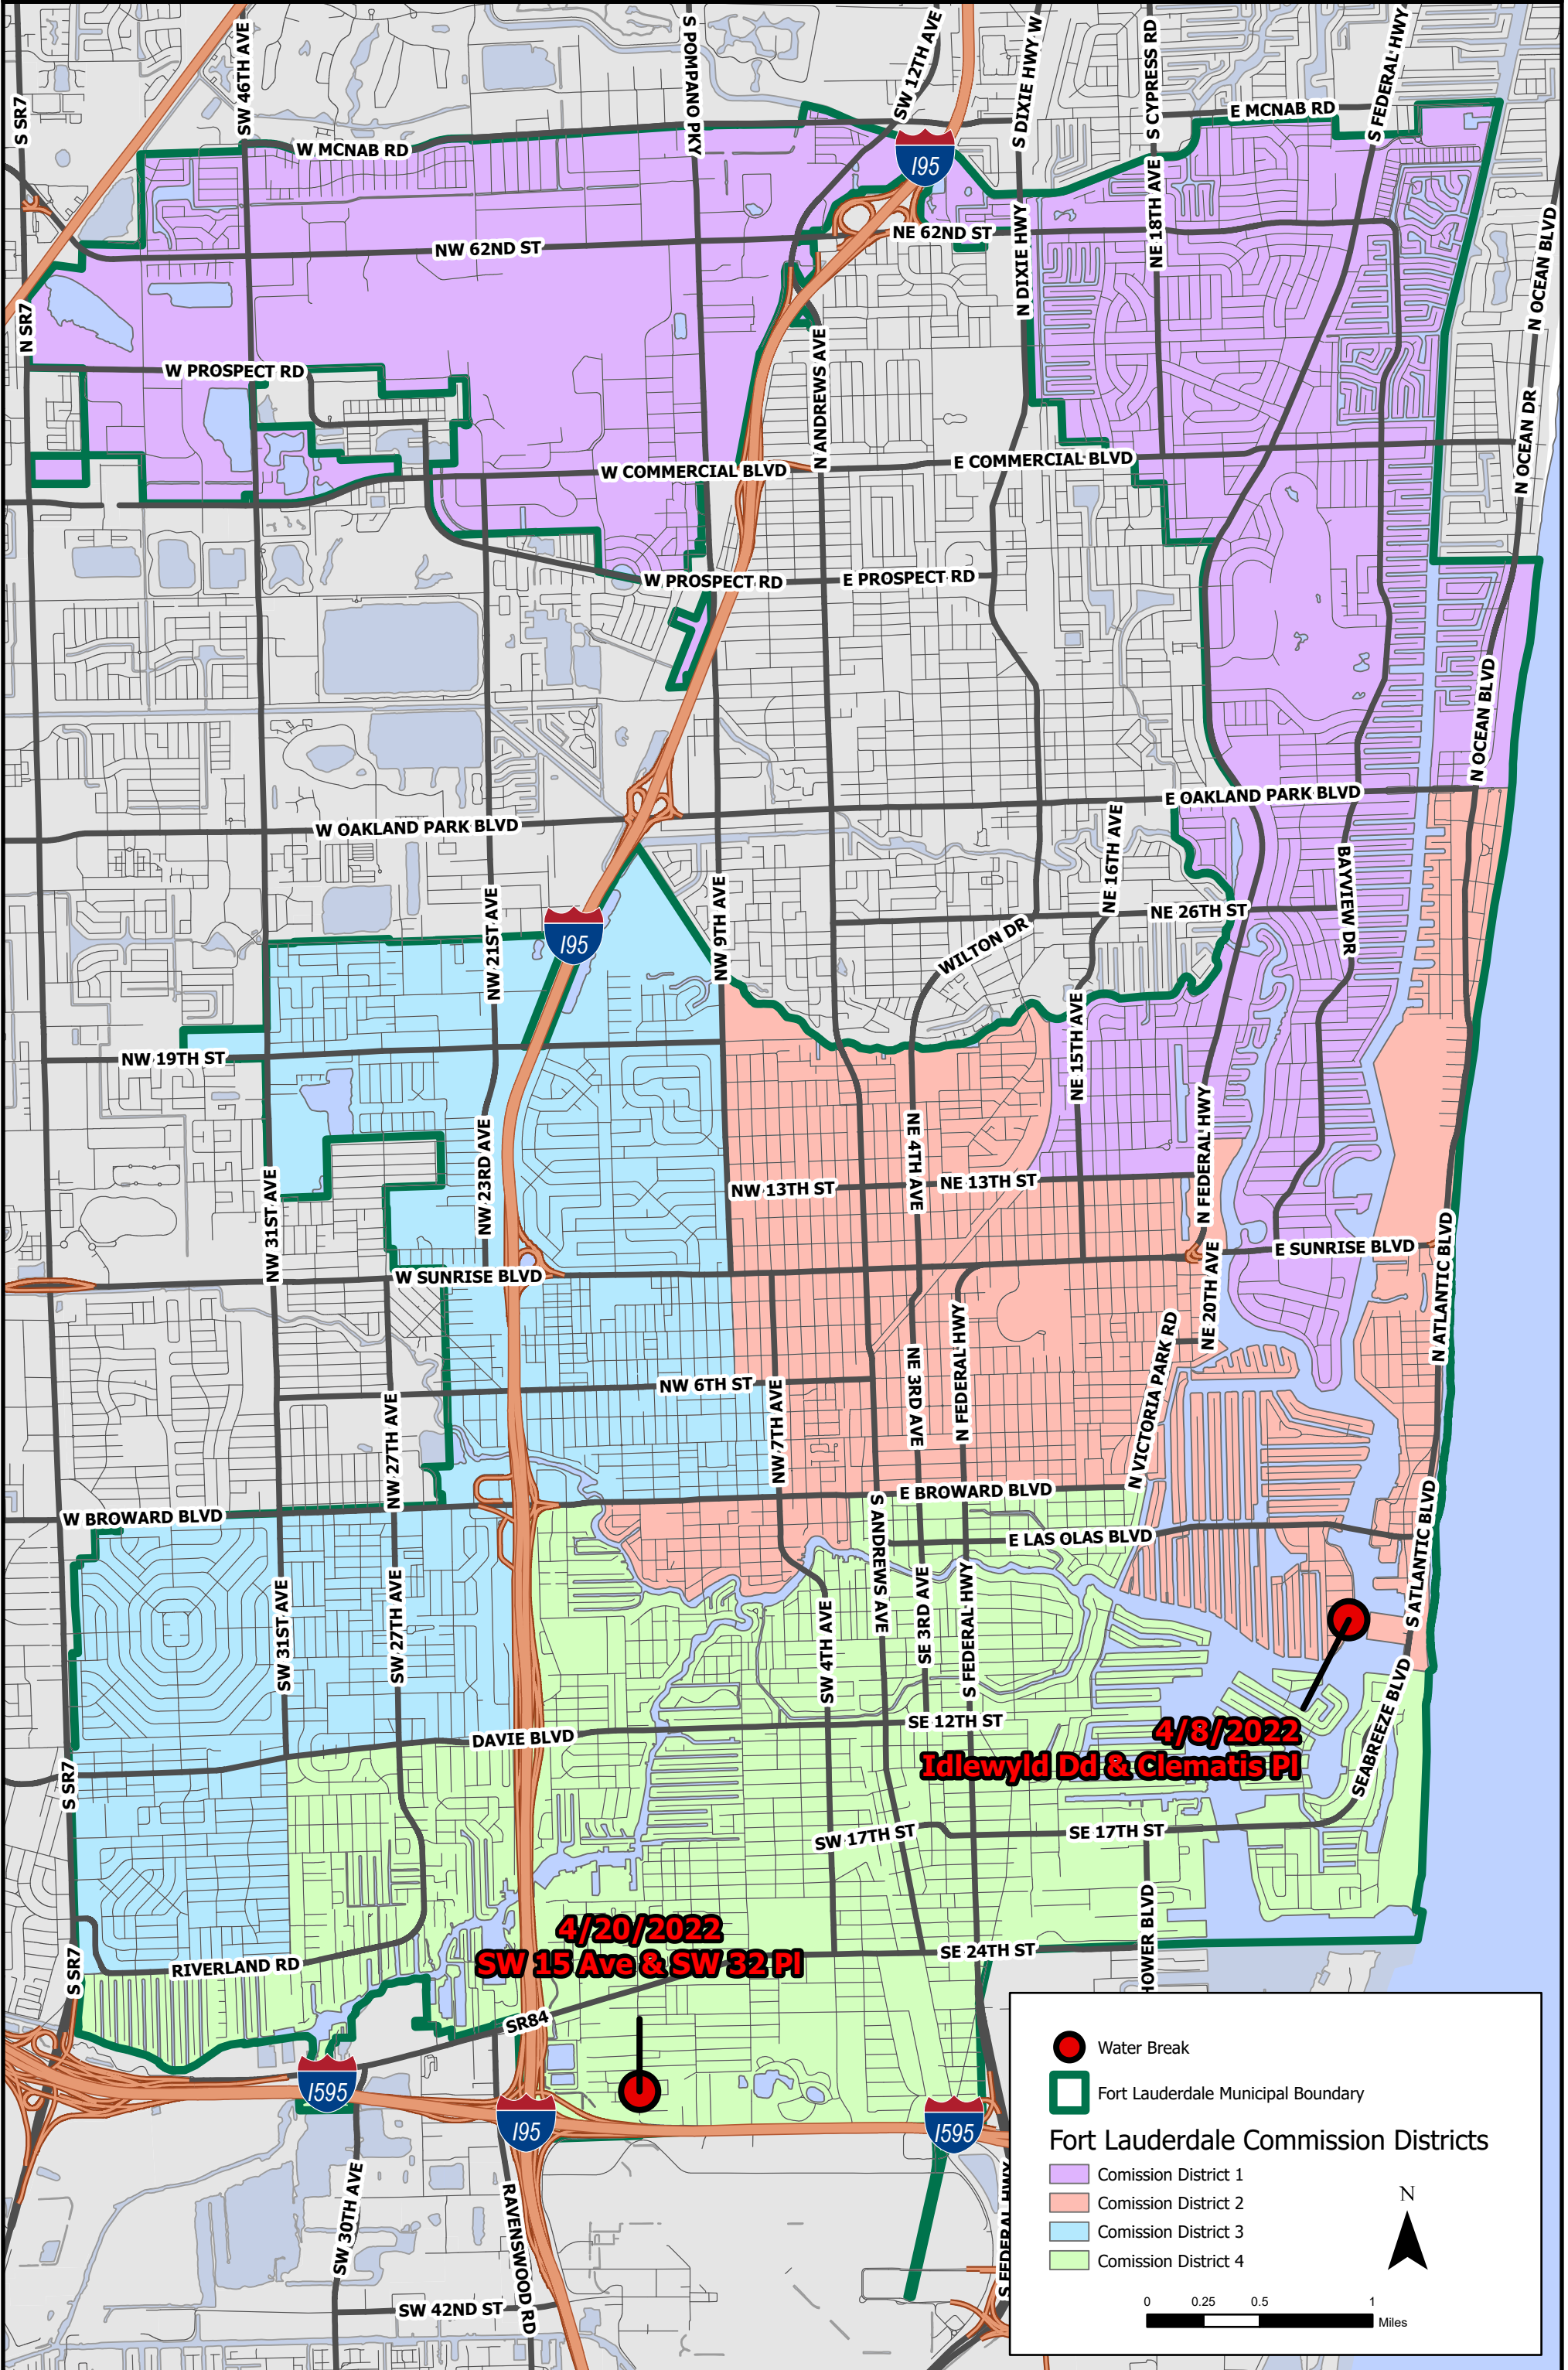 S SR7
SW 46TH AVE
S POMPANO PKY
SW 12TH AVE
S DIXIE HWY W
S CYPRESS RD
E MCNAB RD
S FEDERAL HWY
W MCNAB RD
I95
NE 18TH AVE
NW 62ND ST
NE 62ND ST
N DIXIE HWY
N OCEAN BLVD
N SR7
W PROSPECT RD
N ANDREWS AVE
N OCEAN DR
W COMMERCIAL BLVD
E COMMERCIAL BLVD
W PROSPECT RD
E PROSPECT RD
N OCEAN BLVD
W OAKLAND PARK BLVD
E OAKLAND PARK BLVD
NE 16TH AVE
BAYVIEW DR
NW 21ST AVE
I95
NW 9TH AVE
WILTON DR
NE 26TH ST
NE 15TH AVE
NW 19TH ST
NW 31ST AVE
NW 23RD AVE
NE 4TH AVE
N FEDERAL HWY
NW 13TH ST
NE 13TH ST
W SUNRISE BLVD
E SUNRISE BLVD
NE 20TH AVE
N ATLANTIC BLVD
N VICTORIA PARK RD
NE 3RD AVE
N FEDERAL HWY
NW 6TH ST
NW 7TH AVE
NW 27TH AVE
W BROWARD BLVD
E BROWARD BLVD
S ANDREWS AVE
E LAS OLAS BLVD
S ATLANTIC BLVD
SW 31ST AVE
SW 27TH AVE
SW 4TH AVE
SE 3RD AVE
S FEDERAL HWY
SEABREEZE BLVD
DAVIE BLVD
SE 12TH ST
4/8/2022
Idlewyld Dd & Clematis Pl
S SR7
SW 17TH ST
SE 17TH ST
4/20/2022
SW 15 Ave & SW 32 Pl
HOWER BLVD
S SR7
RIVERLAND RD
SE 24TH ST
SR84
I595
I95
I595
SW 30TH AVE
RAVENSWOOD RD
S FEDERAL HWY
SW 42ND ST
Water Break
Fort Lauderdale Municipal Boundary
Fort Lauderdale Commission Districts
Comission District 1
Comission District 2
Comission District 3
Comission District 4
N
0 0.25 0.5 1
Miles